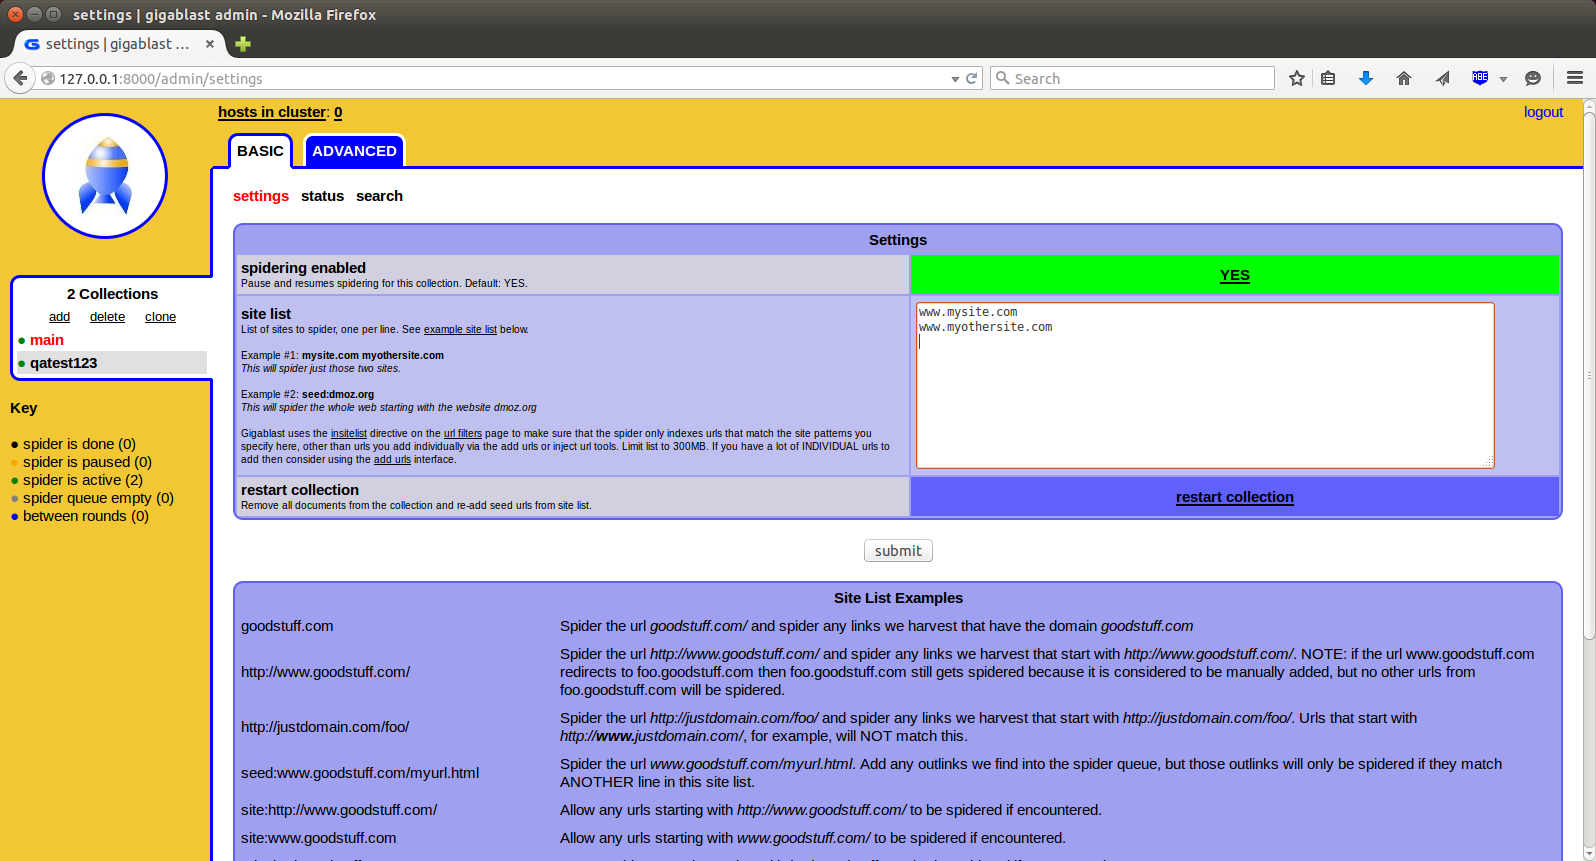 settings | gigablast admin - Mozilla Firefox
settings | gigablast ...
127.0.0.1:8000/admin/settings
Search
ABE
hosts in cluster: 0
logout
BASIC
ADVANCED
settings status search
2 Collections
add delete clone
main
qatest123
Key
spider is done (0)
spider is paused (0)
spider is active (2)
spider queue empty (0)
between rounds (0)
Settings
spidering enabled
Pause and resumes spidering for this collection. Default: YES.
YES
site list
List of sites to spider, one per line. See example site list below.
Example #1: mysite.com myothersite.com
This will spider just those two sites.
Example #2: seed:dmoz.org
This will spider the whole web starting with the website dmoz.org
Gigablast uses the insitelist directive on the url filters page to make sure that the spider only indexes urls that match the site patterns you
specify here, other than urls you add individually via the add urls or inject url tools. Limit list to 300MB. If you have a lot of INDIVIDUAL urls to
add then consider using the add urls interface.
www.mysite.com
www.myothersite.com
restart collection
Remove all documents from the collection and re-add seed urls from site list.
restart collection
submit
Site List Examples
goodstuff.com
Spider the url goodstuff.com/ and spider any links we harvest that have the domain goodstuff.com
http://www.goodstuff.com/
Spider the url http://www.goodstuff.com/ and spider any links we harvest that start with http://www.goodstuff.com/. NOTE: if the url www.goodstuff.com
redirects to foo.goodstuff.com then foo.goodstuff.com still gets spidered because it is considered to be manually added, but no other urls from
foo.goodstuff.com will be spidered.
http://justdomain.com/foo/
Spider the url http://justdomain.com/foo/ and spider any links we harvest that start with http://justdomain.com/foo/. Urls that start with
http://www.justdomain.com/, for example, will NOT match this.
seed:www.goodstuff.com/myurl.html
Spider the url www.goodstuff.com/myurl.html. Add any outlinks we find into the spider queue, but those outlinks will only be spidered if they match
ANOTHER line in this site list.
site:http://www.goodstuff.com/
Allow any urls starting with http://www.goodstuff.com/ to be spidered if encountered.
site:www.goodstuff.com
Allow any urls starting with www.goodstuff.com/ to be spidered if encountered.